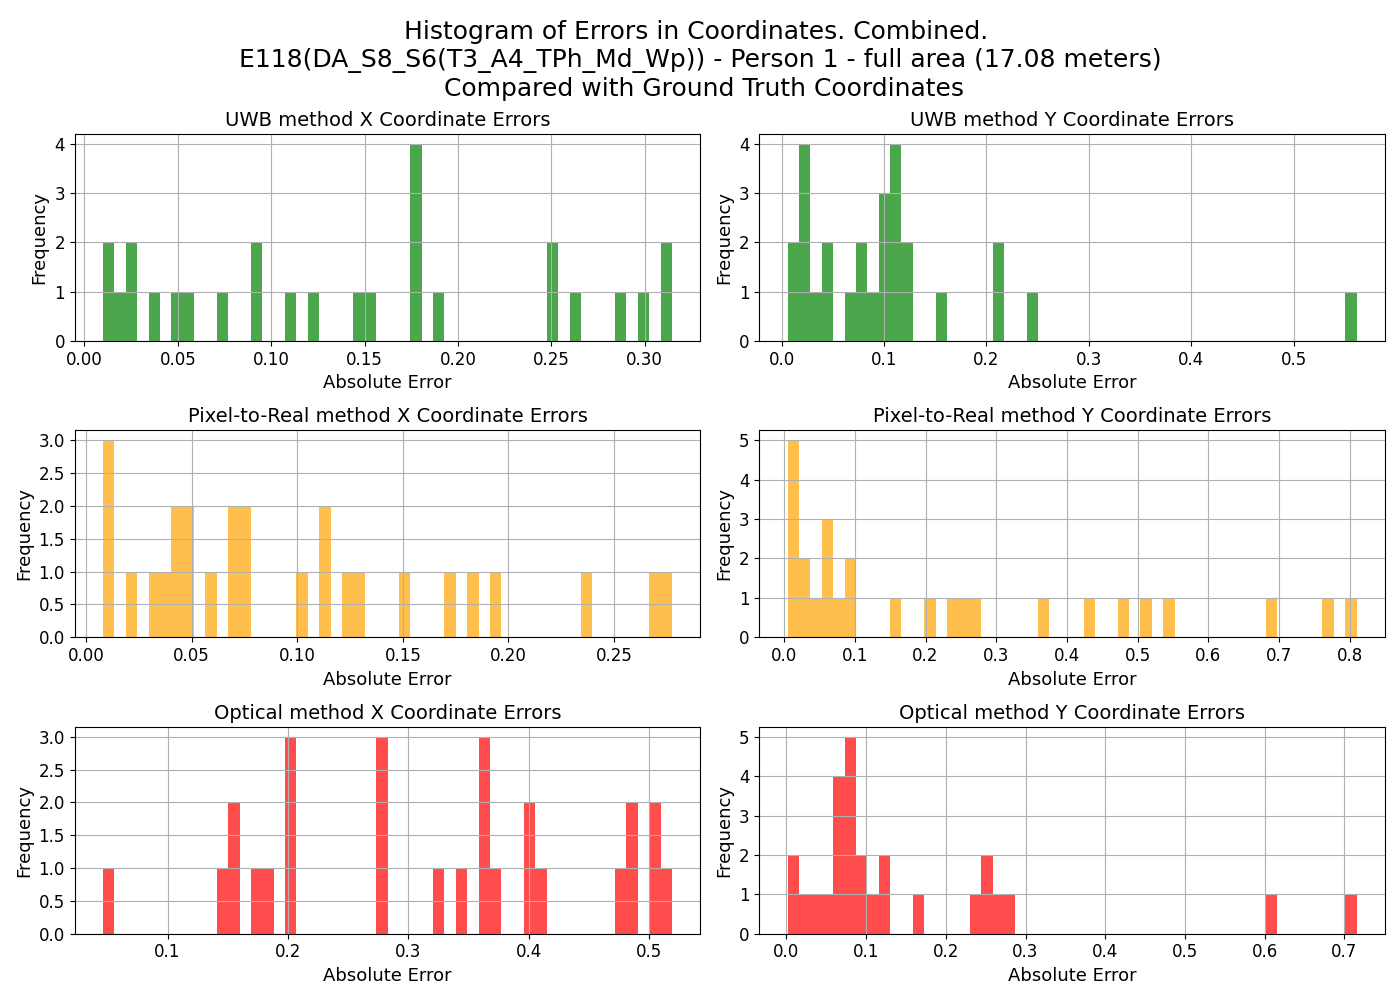 Histogram of Errors in Coordinates. Combined.
E118(DA_S8_S6(T3_A4_TPh_Md_Wp)) - Person 1 - full area (17.08 meters)
Compared with Ground Truth Coordinates
UWB method X Coordinate Errors
4
3
2
1
0
Frequency
0.00 0.05 0.10 0.15 0.20 0.25 0.30
Absolute Error
UWB method Y Coordinate Errors
4
3
2
1
0
Frequency
0.0 0.1 0.2 0.3 0.4 0.5
Absolute Error
Pixel-to-Real method X Coordinate Errors
3.0
2.5
2.0
1.5
1.0
0.5
0.0
Frequency
0.00 0.05 0.10 0.15 0.20 0.25
Absolute Error
Pixel-to-Real method Y Coordinate Errors
5
4
3
2
1
0
Frequency
0.0 0.1 0.2 0.3 0.4 0.5 0.6 0.7 0.8
Absolute Error
Optical method X Coordinate Errors
3.0
2.5
2.0
1.5
1.0
0.5
0.0
Frequency
0.1 0.2 0.3 0.4 0.5
Absolute Error
Optical method Y Coordinate Errors
5
4
3
2
1
0
Frequency
0.0 0.1 0.2 0.3 0.4 0.5 0.6 0.7
Absolute Error